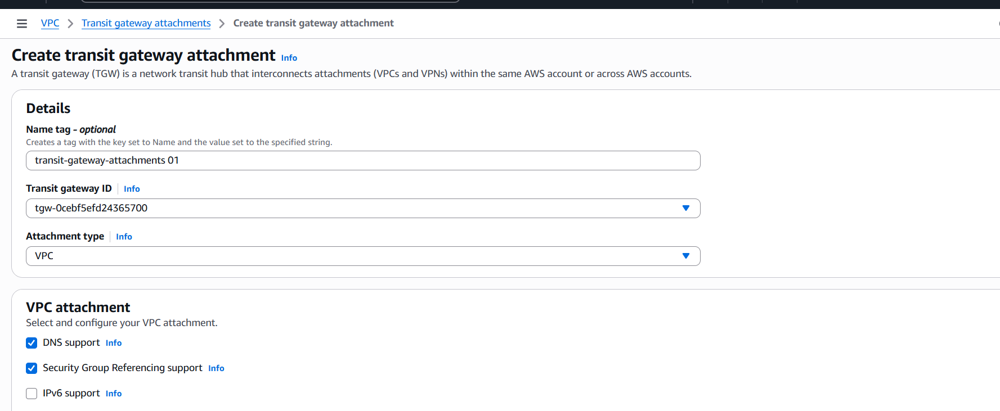 VPC > Transit gateway attachments > Create transit gateway attachment
Create transit gateway attachment Info
A transit gateway (TGW) is a network transit hub that interconnects attachments (VPCs and VPNs) within the same AWS account or across AWS accounts.
Details
Name tag - optional
Creates a tag with the key set to Name and the value set to the specified string.
transit-gateway-attachments 01
Transit gateway ID Info
tgw-0cebf5efd24365700
Attachment type Info
VPC
VPC attachment
Select and configure your VPC attachment.
DNS support Info
Security Group Referencing support Info
IPv6 support Info